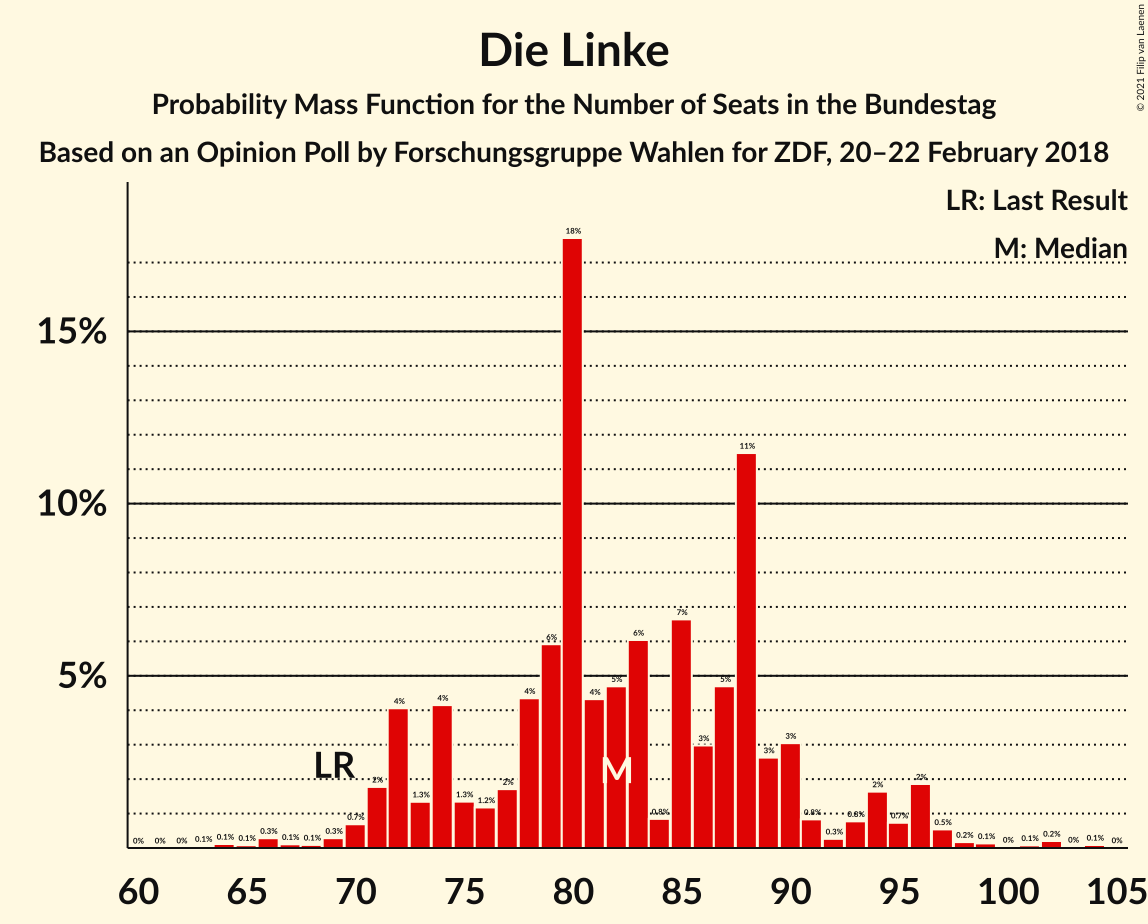 Die Linke
Probability Mass Function for the Number of Seats in the Bundestag
Based on an Opinion Poll by Forschungsgruppe Wahlen for ZDF, 20–22 February 2018
© 2021 Filip van Laenen
LR: Last Result
M: Median
15%
10%
5%
0% 0% 0% 0.1% 0.1% 0.1% 0.3% 0.1% 0.1% 0.3% 0.7% 2% 4% 1.3% 4% 1.3% 1.2% 2% 4% 6% 18% 4% 5% 6% 0.8% 7% 3% 5% 11% 3% 3% 0.8% 0.3% 0.8% 2% 0.7% 2% 0.5% 0.2% 0.1% 0% 0.1% 0.2% 0% 0.1% 0%
LR
M
60 65 70 75 80 85 90 95 100 105